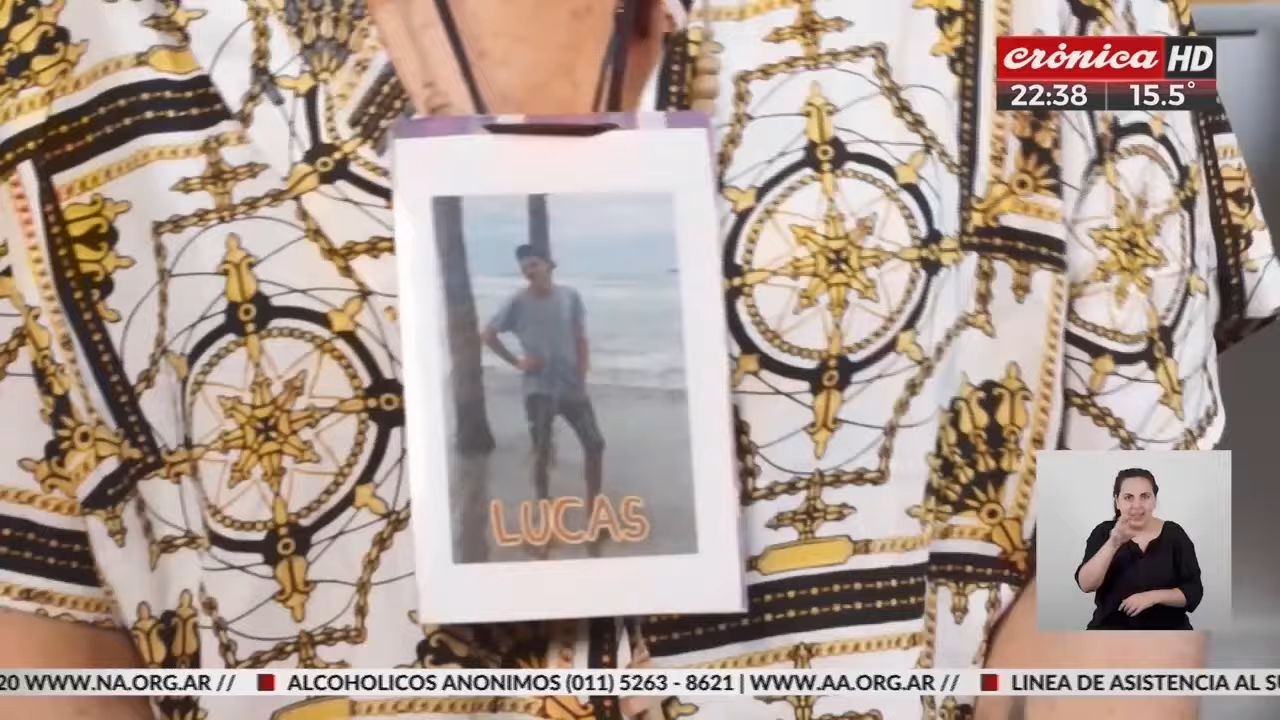 crónica HD
22:38 15.5°
LUCAS
20 WWW.NA.ORG.AR // ■ ALCOHOLICOS ANONIMOS (011) 5263 - 8621 | WWW.AA.ORG.AR // ■ LINEA DE ASISTENCIA AL SU